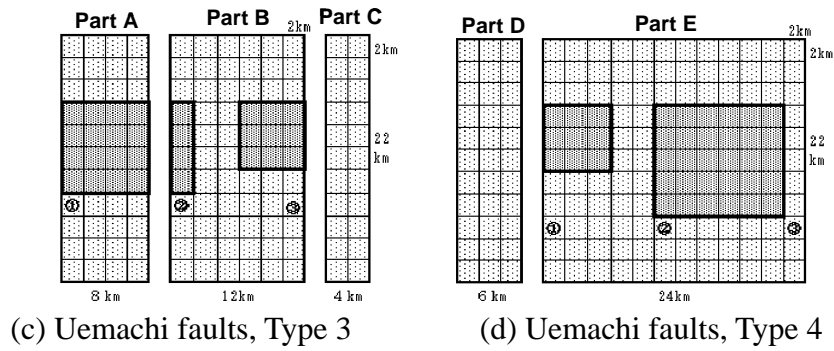 Part A
Part B
Part C
Part D
Part E
2km
2km
2km
2km
22
km
22
km
①
②
③
①
②
③
8 km
12km
4 km
6 km
24km
(c) Uemachi faults, Type 3
(d) Uemachi faults, Type 4